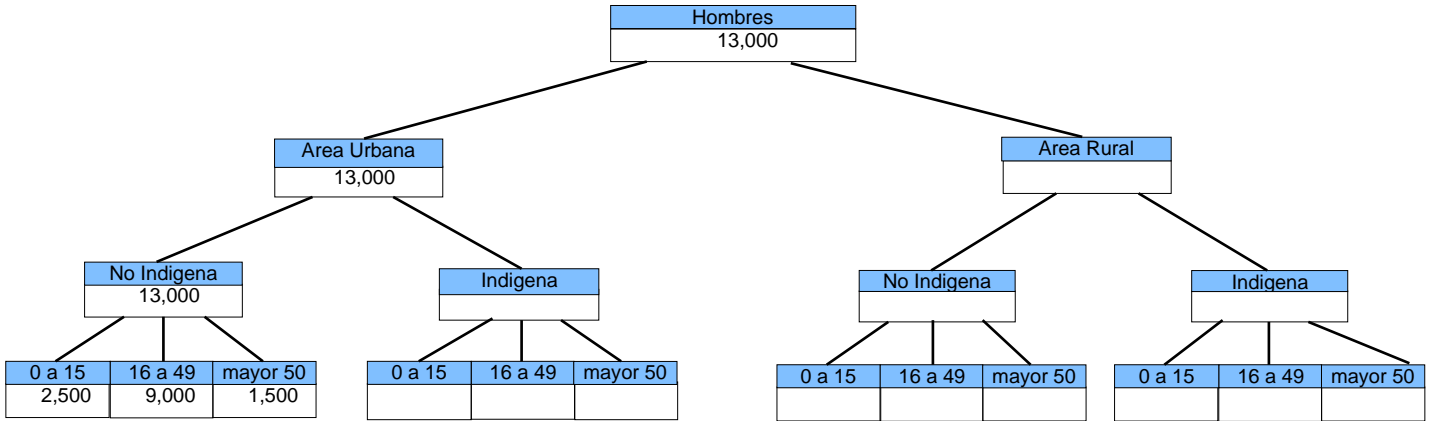 Hombres
13,000
Area Urbana
13,000
Area Rural
No Indigena
13,000
Indigena
No Indigena
Indigena
0 a 15 16 a 49 mayor 50
2,500 9,000 1,500
0 a 15 16 a 49 mayor 50
0 a 15 16 a 49 mayor 50
0 a 15 16 a 49 mayor 50